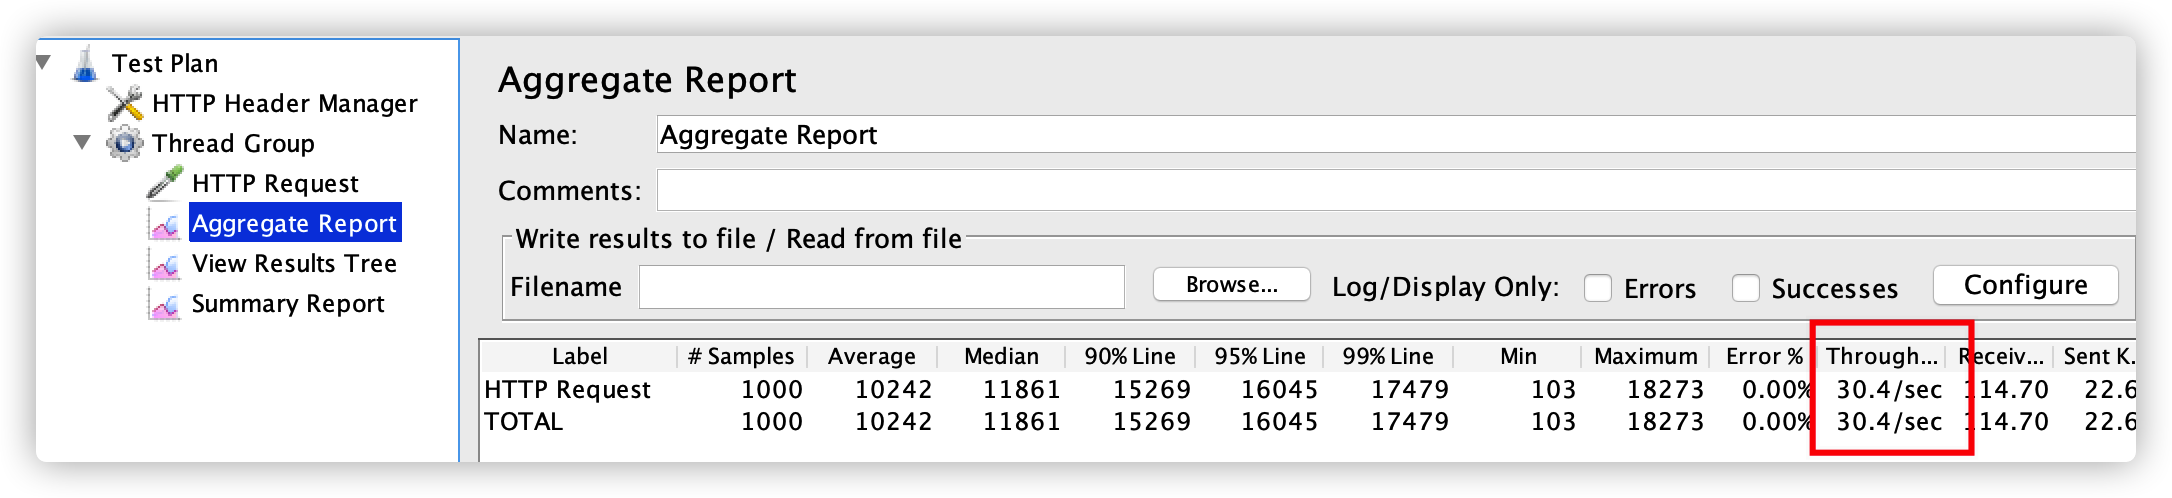 Test Plan
HTTP Header Manager
Thread Group
HTTP Request
Aggregate Report
View Results Tree
Summary Report
Aggregate Report
Name: Aggregate Report
Comments:
Write results to file / Read from file
Filename Browse... Log/Display Only: Errors Successes Configure
Label # Samples Average Median 90% Line 95% Line 99% Line Min Maximum Error % Through... Receiv... Sent K.
HTTP Request 1000 10242 11861 15269 16045 17479 103 18273 0.00% 30.4/sec 114.70 22.6
TOTAL 1000 10242 11861 15269 16045 17479 103 18273 0.00% 30.4/sec 114.70 22.6